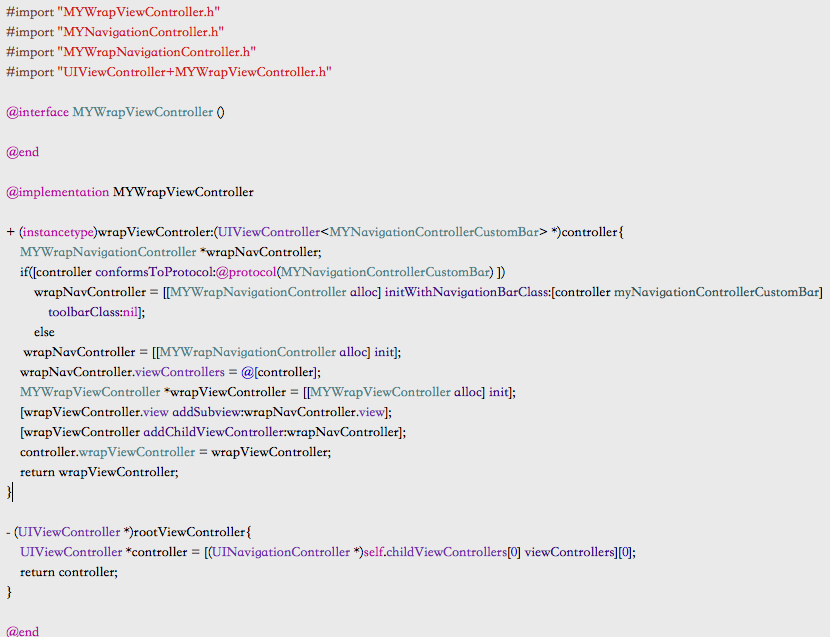 #import "MYWrapViewController.h"
#import "MYNavigationController.h"
#import "MYWrapNavigationController.h"
#import "UIViewController+MYWrapViewController.h"
@interface MYWrapViewController ()
@end
@implementation MYWrapViewController
+ (instancetype)wrapViewControler:(UIViewController<MYNavigationControllerCustomBar> *)controller{
MYWrapNavigationController *wrapNavController;
if([controller conformsToProtocol:@protocol(MYNavigationControllerCustomBar) ])
wrapNavController = [[MYWrapNavigationController alloc] initWithNavigationBarClass:[controller myNavigationControllerCustomBar]
toolbarClass:nil];
else
wrapNavController = [[MYWrapNavigationController alloc] init];
wrapNavController.viewControllers = @[controller];
MYWrapViewController *wrapViewController = [[MYWrapViewController alloc] init];
[wrapViewController.view addSubview:wrapNavController.view];
[wrapViewController addChildViewController:wrapNavController];
controller.wrapViewController = wrapViewController;
return wrapViewController;
}
- (UIViewController *)rootViewController{
UIViewController *controller = [(UINavigationController *)self.childViewControllers[0] viewControllers][0];
return controller;
}
@end